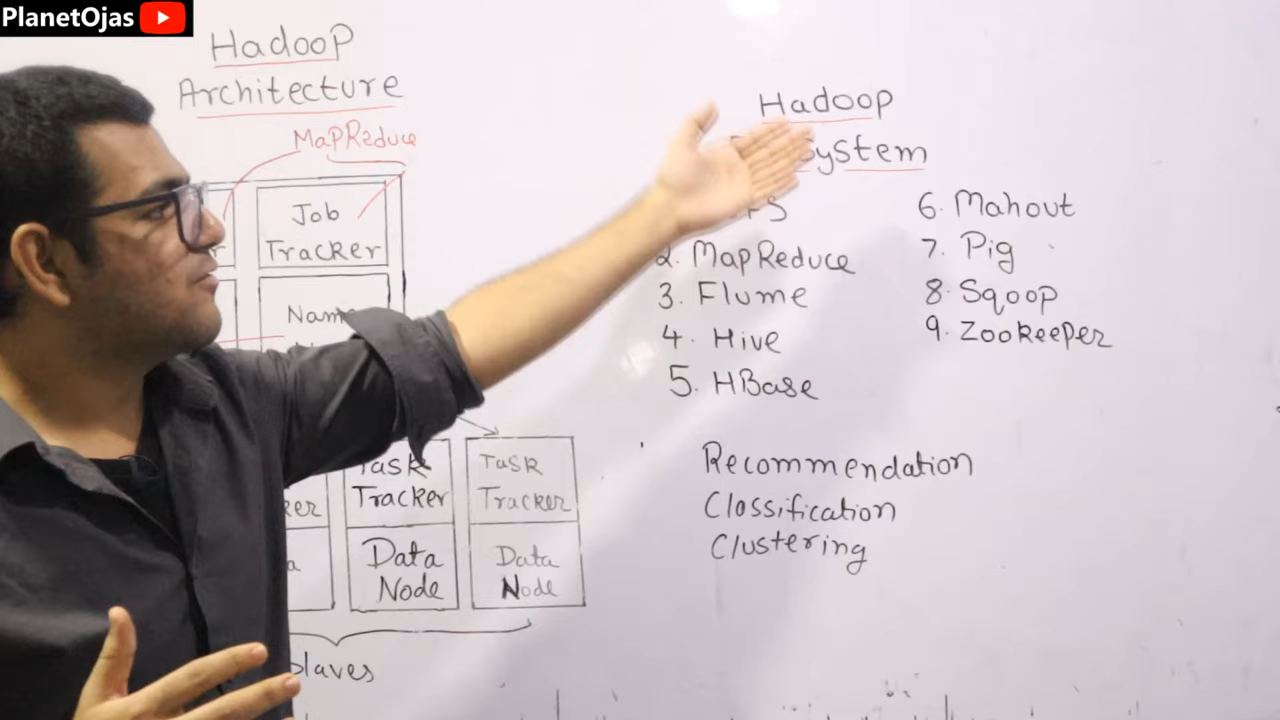 PlanetOjas
Hadoop
Architecture
MapReduce
Job
Tracker
Task
Tracker
Data
Node
Task
Tracker
Data
Node
Hadoop
System
2. MapReduce
3. Flume
4. Hive
5. HBase
6. Mahout
7. Pig
8. Sqoop
9. Zookeeper
Recommendation
Classification
Clustering